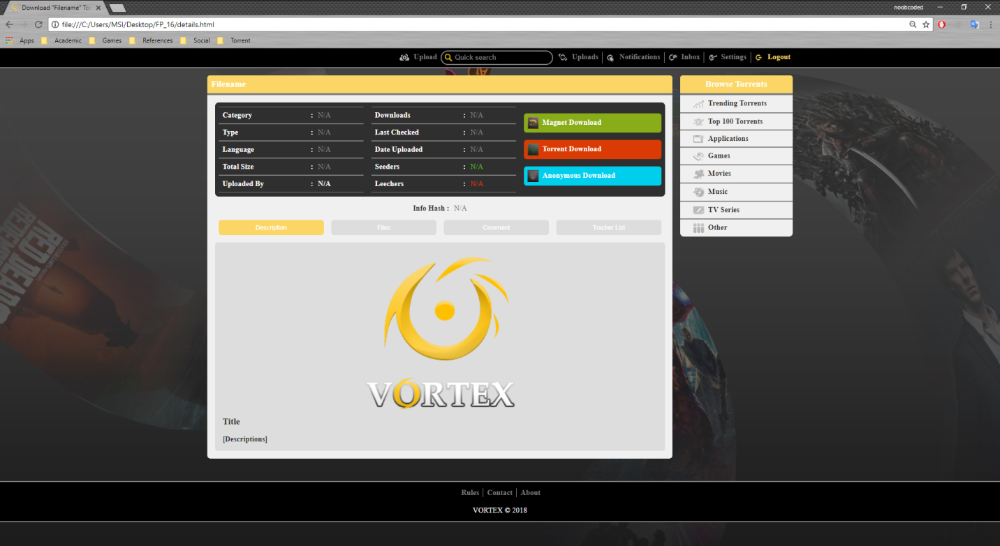 Download "Filename" To
noobcoded
file:///C:/Users/MSI/Desktop/FP_16/details.html
Apps Academic Games References Social Torrent
Upload Quick search Uploads Notifications Inbox Settings Logout
Filename
Category : N/A
Type : N/A
Language : N/A
Total Size : N/A
Uploaded By : N/A
Downloads : N/A
Last Checked : N/A
Date Uploaded : N/A
Seeders : N/A
Leechers : N/A
Magnet Download
Torrent Download
Anonymous Download
Info Hash : N/A
Description Files Comment Tracker List
VORTEX
Title
[Descriptions]
Browse Torrents
Trending Torrents
Top 100 Torrents
Applications
Games
Movies
Music
TV Series
Other
RED DEAD
Rules Contact About
VORTEX © 2018